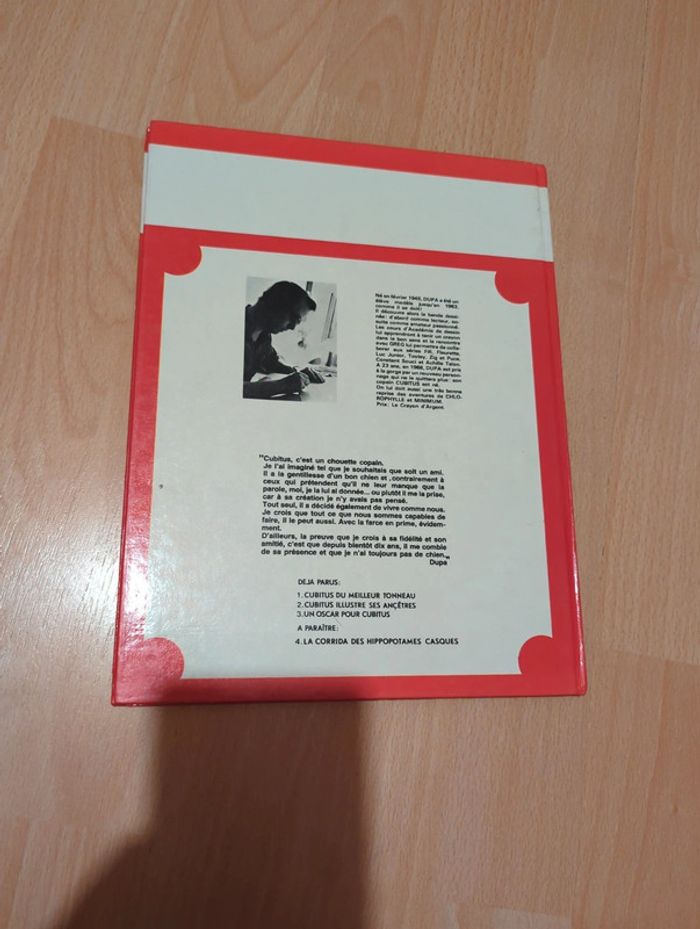 Né en février 1945, DUPA a été un
élève modèle jusqu'en 1963,
comme il se doit!
Il découvre alors la bande dessi-
née: d'abord comme lecteur, en-
suite comme amateur passionné.
Les cours d'Académie de dessin
lui apprendront à tenir un crayon
dans le bon sens et la rencontre
avec GREG lui permettra de colla-
borer aux séries FIR, Fleurette,
Luc Junior, Tovley, Zig et Puce,
Constant Souci et Achille Talon.
A 23 ans, en 1968, DUPA est pris
à la gorge par un nouveau person-
nage qui ne le quittera plus: son
copain CUBITUS est né.
On lui doit aussi une très bonne
reprise des aventures de CHLO-
ROPHYLLE et MINIMUM.
Prix: Le Crayon d'Argent.
"Cubitus, c'est un chouette copain.
Je l'ai imaginé tel que je souhaitais que soit un ami.
Il a la gentillesse d'un bon chien et, contrairement à
ceux qui prétendent qu'il ne leur manque que la
parole, moi, je la lui ai donnée... ou plutôt il me la prise,
car à sa création je n'y avais pas pensé.
Tout seul, il a décidé également de vivre comme nous.
Je crois que tout ce que nous sommes capables de
faire, il le peut aussi. Avec la farce en prime, évidem-
ment.
D'ailleurs, la preuve que je crois à sa fidélité et son
amitié, c'est que depuis bientôt dix ans, il me comble
de sa présence et que je n'ai toujours pas de chien."
Dupa
DEJA PARUS:
1. CUBITUS DU MEILLEUR TONNEAU
2. CUBITUS ILLUSTRE SES ANCÊTRES
3. UN OSCAR POUR CUBITUS
A PARAÎTRE:
4. LA CORRIDA DES HIPPOPOTAMES CASQUES